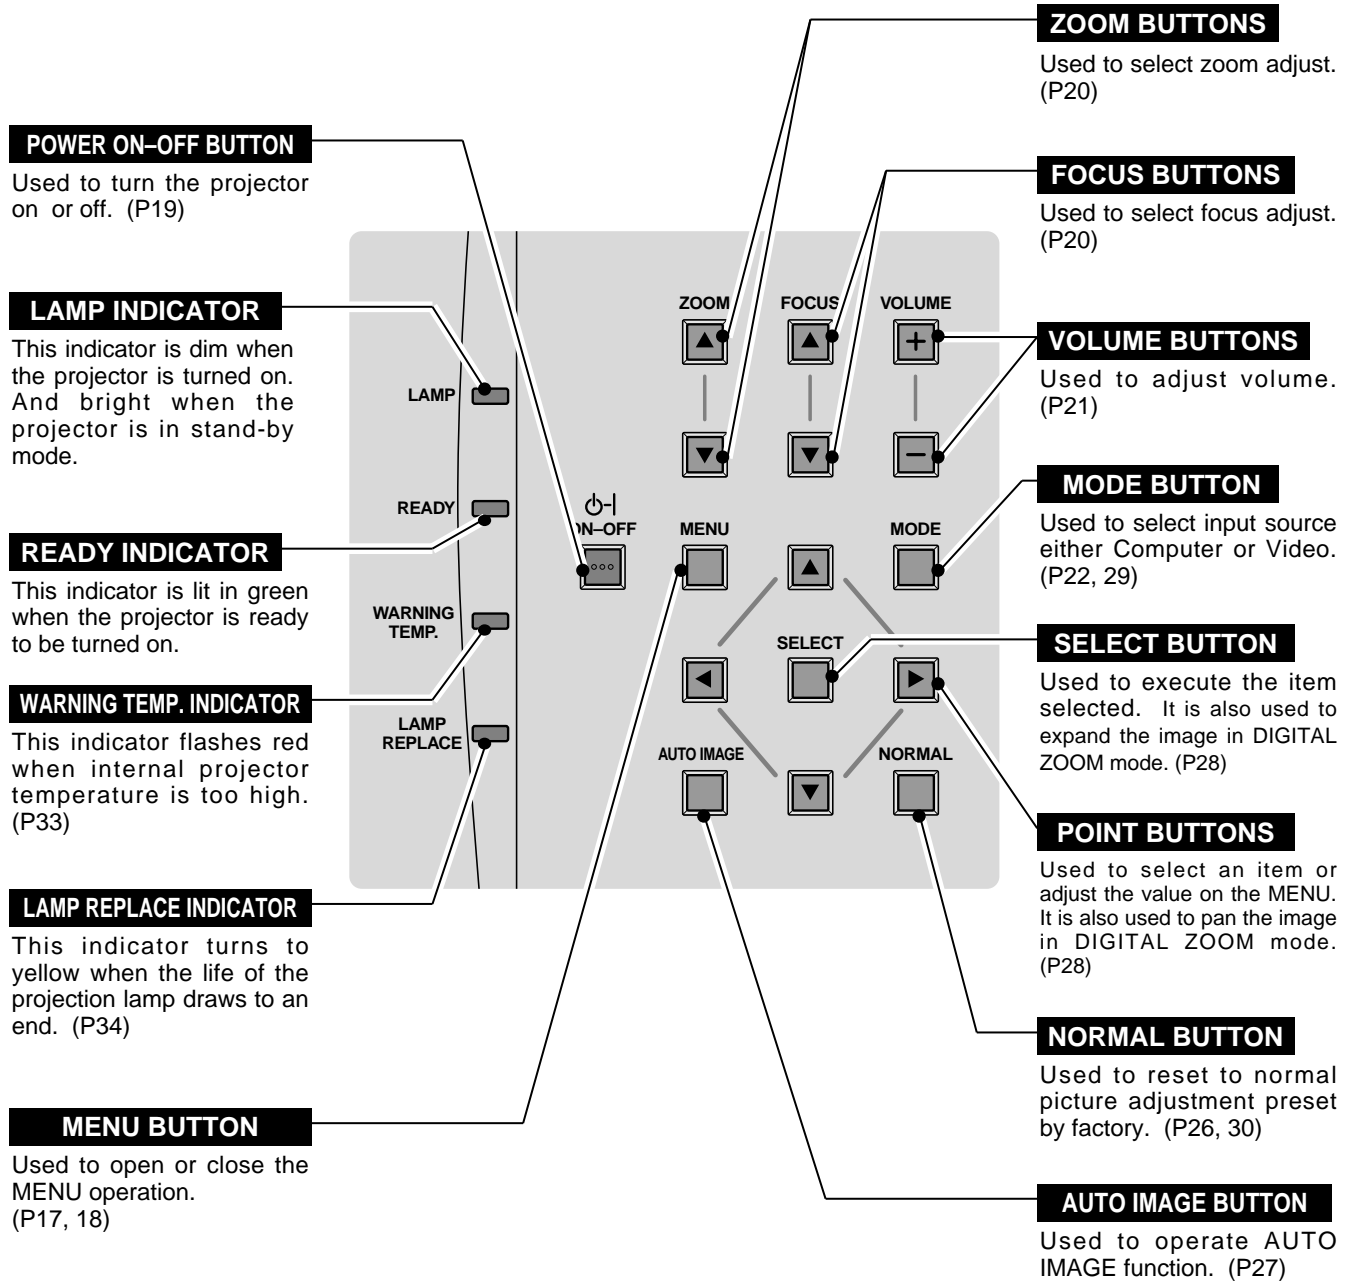 POWER ON–OFF BUTTON
Used to turn the projector
on or off. (P19)
LAMP INDICATOR
This indicator is dim when
the projector is turned on.
And bright when the
projector is in stand-by
mode.
READY INDICATOR
This indicator is lit in green
when the projector is ready
to be turned on.
WARNING TEMP. INDICATOR
This indicator flashes red
when internal projector
temperature is too high.
(P33)
LAMP REPLACE INDICATOR
This indicator turns to
yellow when the life of the
projection lamp draws to an
end. (P34)
MENU BUTTON
Used to open or close the
MENU operation.
(P17, 18)
ZOOM
FOCUS
VOLUME
LAMP
READY
ON–OFF
MENU
MODE
WARNING
TEMP.
SELECT
LAMP
REPLACE
AUTO IMAGE
NORMAL
ZOOM BUTTONS
Used to select zoom adjust.
(P20)
FOCUS BUTTONS
Used to select focus adjust.
(P20)
VOLUME BUTTONS
Used to adjust volume.
(P21)
MODE BUTTON
Used to select input source
either Computer or Video.
(P22, 29)
SELECT BUTTON
Used to execute the item
selected. It is also used to
expand the image in DIGITAL
ZOOM mode. (P28)
POINT BUTTONS
Used to select an item or
adjust the value on the MENU.
It is also used to pan the image
in DIGITAL ZOOM mode.
(P28)
NORMAL BUTTON
Used to reset to normal
picture adjustment preset
by factory. (P26, 30)
AUTO IMAGE BUTTON
Used to operate AUTO
IMAGE function. (P27)